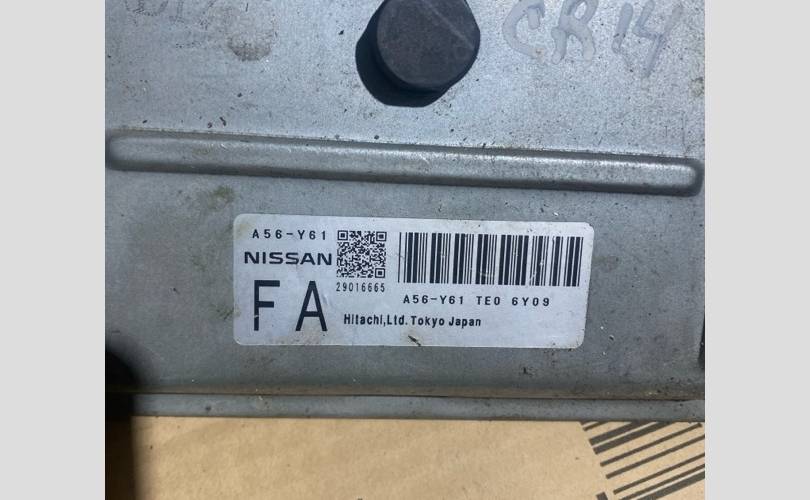 CR14
A56-Y61
NISSAN
29016665
A56-Y61 TE0 6Y09
FA
Hitachi,Ltd.Tokyo Japan